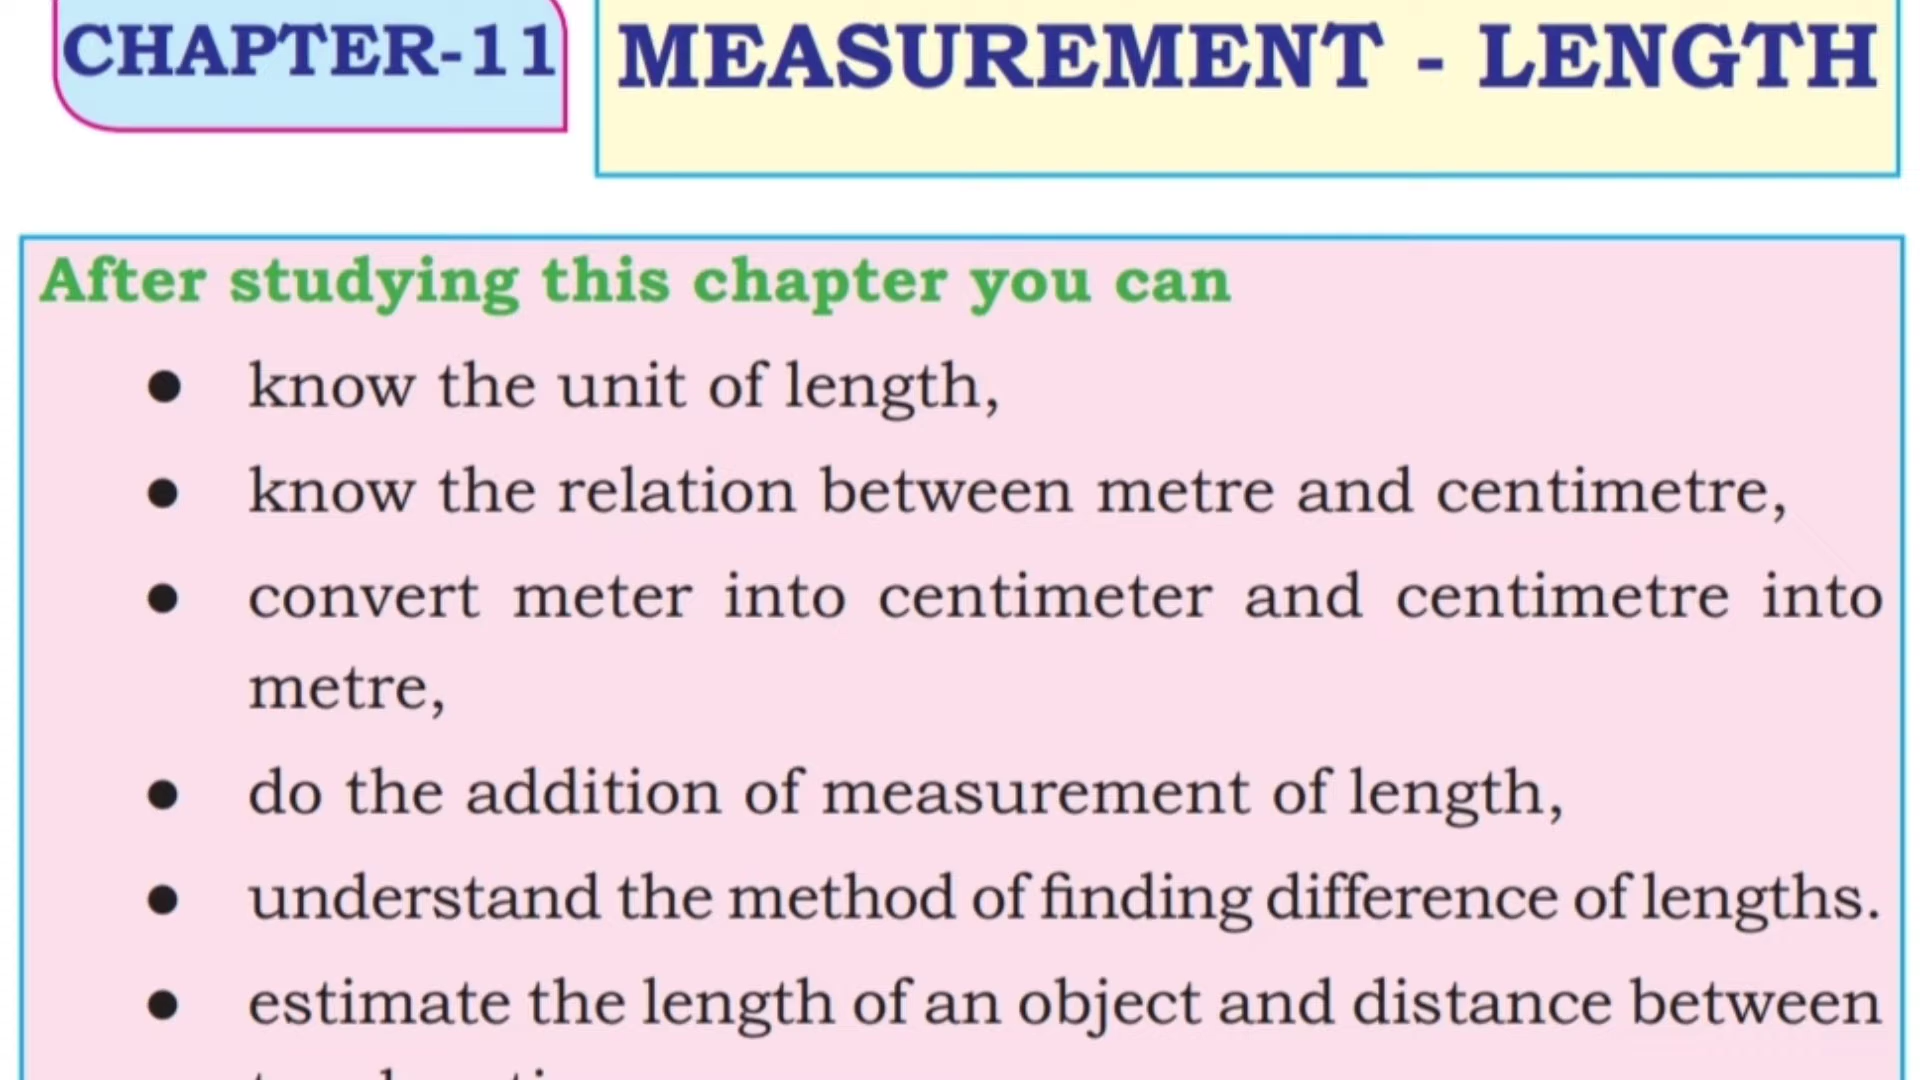 CHAPTER-11
MEASUREMENT - LENGTH
After studying this chapter you can
● know the unit of length,
● know the relation between metre and centimetre,
● convert meter into centimeter and centimetre into
metre,
● do the addition of measurement of length,
● understand the method of finding difference of lengths.
● estimate the length of an object and distance between